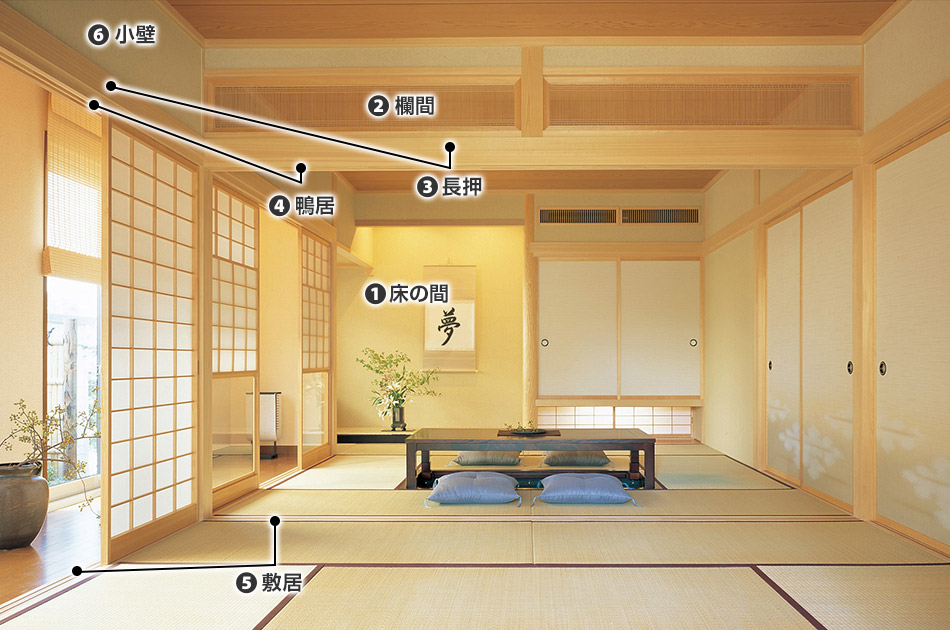 ❻ 小壁
❷ 欄間
❸ 長押
❹ 鴨居
❶ 床の間
夢
❺ 敷居